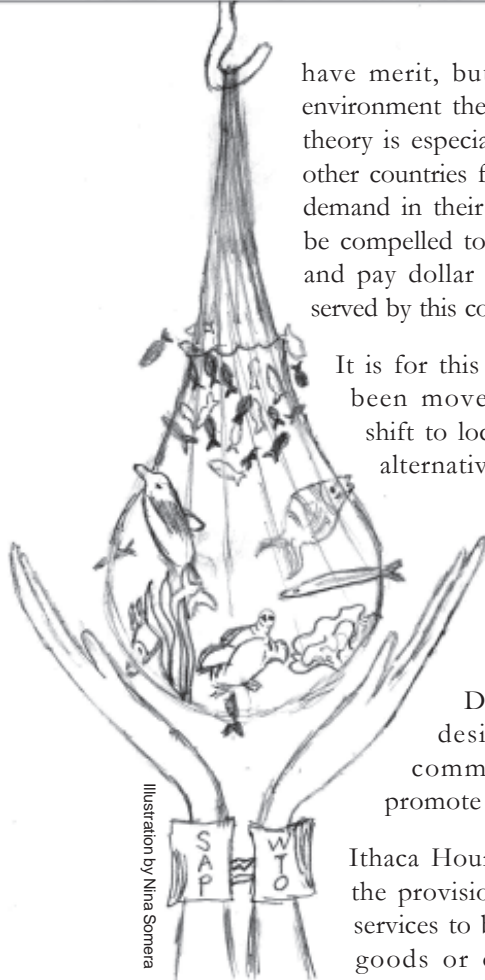 have merit, but
environment the
theory is especia
other countries f
demand in their
be compelled to
and pay dollar
served by this co
It is for this
been move
shift to loc
alternativ
D
desi
comm
promote
Ithaca Hour
the provisio
services to b
goods or
SAP
WTO
Illustration by Nina Somera